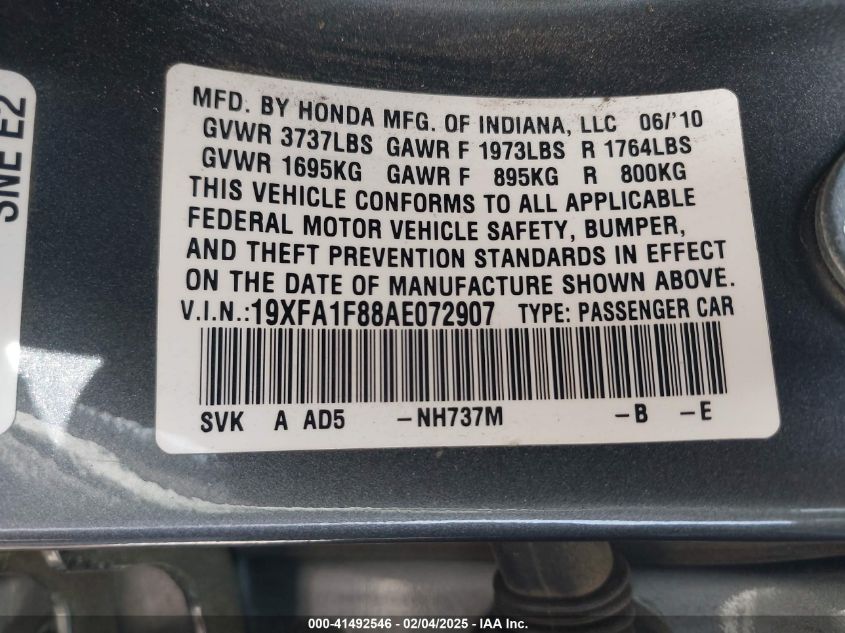 SNE E2
MFD. BY HONDA MFG. OF INDIANA, LLC 06/'10
GVWR 3737LBS GAWR F 1973LBS R 1764LBS
GVWR 1695KG GAWR F 895KG R 800KG
THIS VEHICLE CONFORMS TO ALL APPLICABLE
FEDERAL MOTOR VEHICLE SAFETY, BUMPER,
AND THEFT PREVENTION STANDARDS IN EFFECT
ON THE DATE OF MANUFACTURE SHOWN ABOVE.
V.I.N.:19XFA1F88AE072907 TYPE: PASSENGER CAR
SVK A AD5 -NH737M -B -E
000-41492546 - 02/04/2025 - IAA Inc.